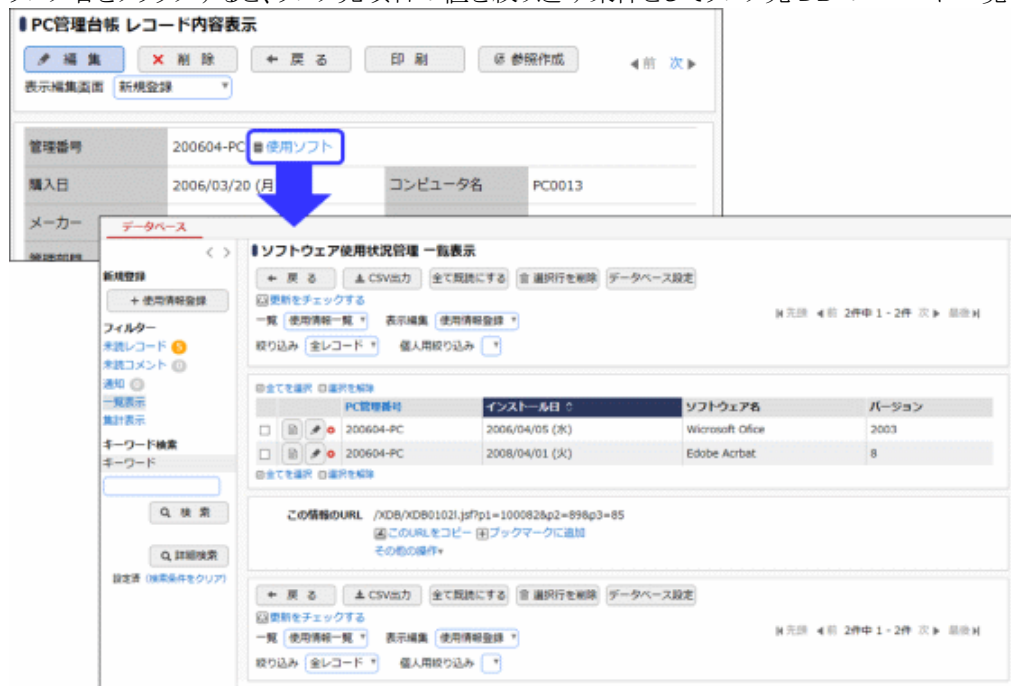 PC管理台帳 レコード内容表示
編 集 削 除 戻 る 印 刷 参照作成 前 次
表示編集画面 新規登録
管理番号 200604-PC 使用ソフト
購入日 2006/03/20 (月 コンピュータ名 PC0013
メーカー
管理部門
データベース
< >
新規登録
+ 使用情報登録
フィルター
未読レコード 5
未読コメント 0
通知 0
一覧表示
集計表示
キーワード検索
キーワード
検 索
詳細検索
設定済 (検索条件をクリア)
ソフトウェア使用状況管理 一覧表示
戻 る CSV出力 全て既読にする 選択行を削除 データベース設定
更新をチェックする
一覧 使用情報一覧 表示編集 使用情報登録 先頭 前 2件中 1 - 2件 次 最後
絞り込み 全レコード 個人用絞り込み
全てを選択 選択を解除
PC管理番号 インストール日 ソフトウェア名 バージョン
200604-PC 2006/04/05 (水) Wicrosoft Ofice 2003
200604-PC 2008/04/01 (火) Edobe Acrbat 8
全てを選択 選択を解除
この情報のURL /XDB/XDB0102l.jsf?p1=100082&p2=898&p3=85
このURLをコピー ブックマークに追加
その他の操作
戻 る CSV出力 全て既読にする 選択行を削除 データベース設定
更新をチェックする
一覧 使用情報一覧 表示編集 使用情報登録 先頭 前 2件中 1 - 2件 次 最後
絞り込み 全レコード 個人用絞り込み